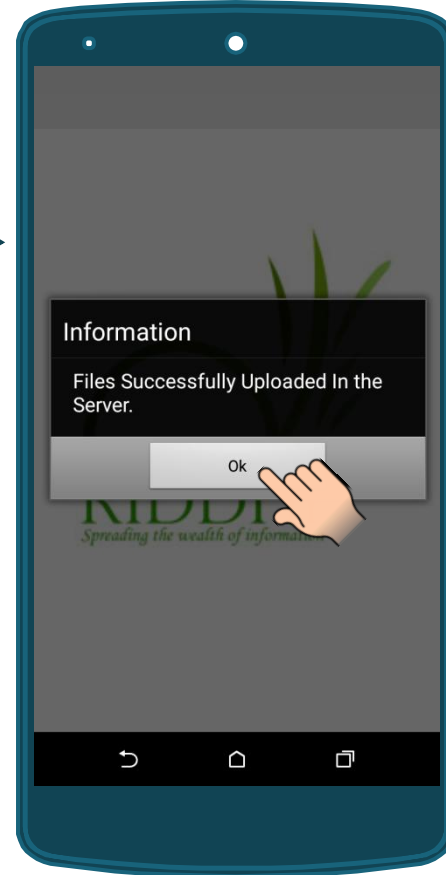 Information
Files Successfully Uploaded In the
Server.
Ok
Spreading the wealth of information